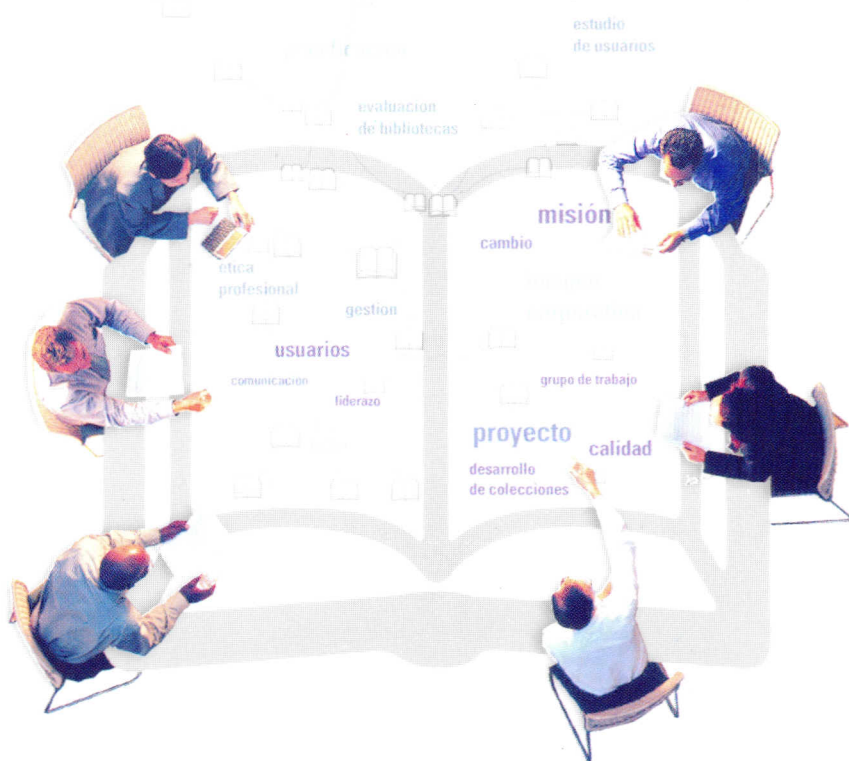 estudio
de usuarios
evaluación
de bibliotecas
misión
cambio
ética
profesional
gestión
usuarios
comunicación
liderazo
grupo de trabajo
proyecto
calidad
desarrollo
de colecciones